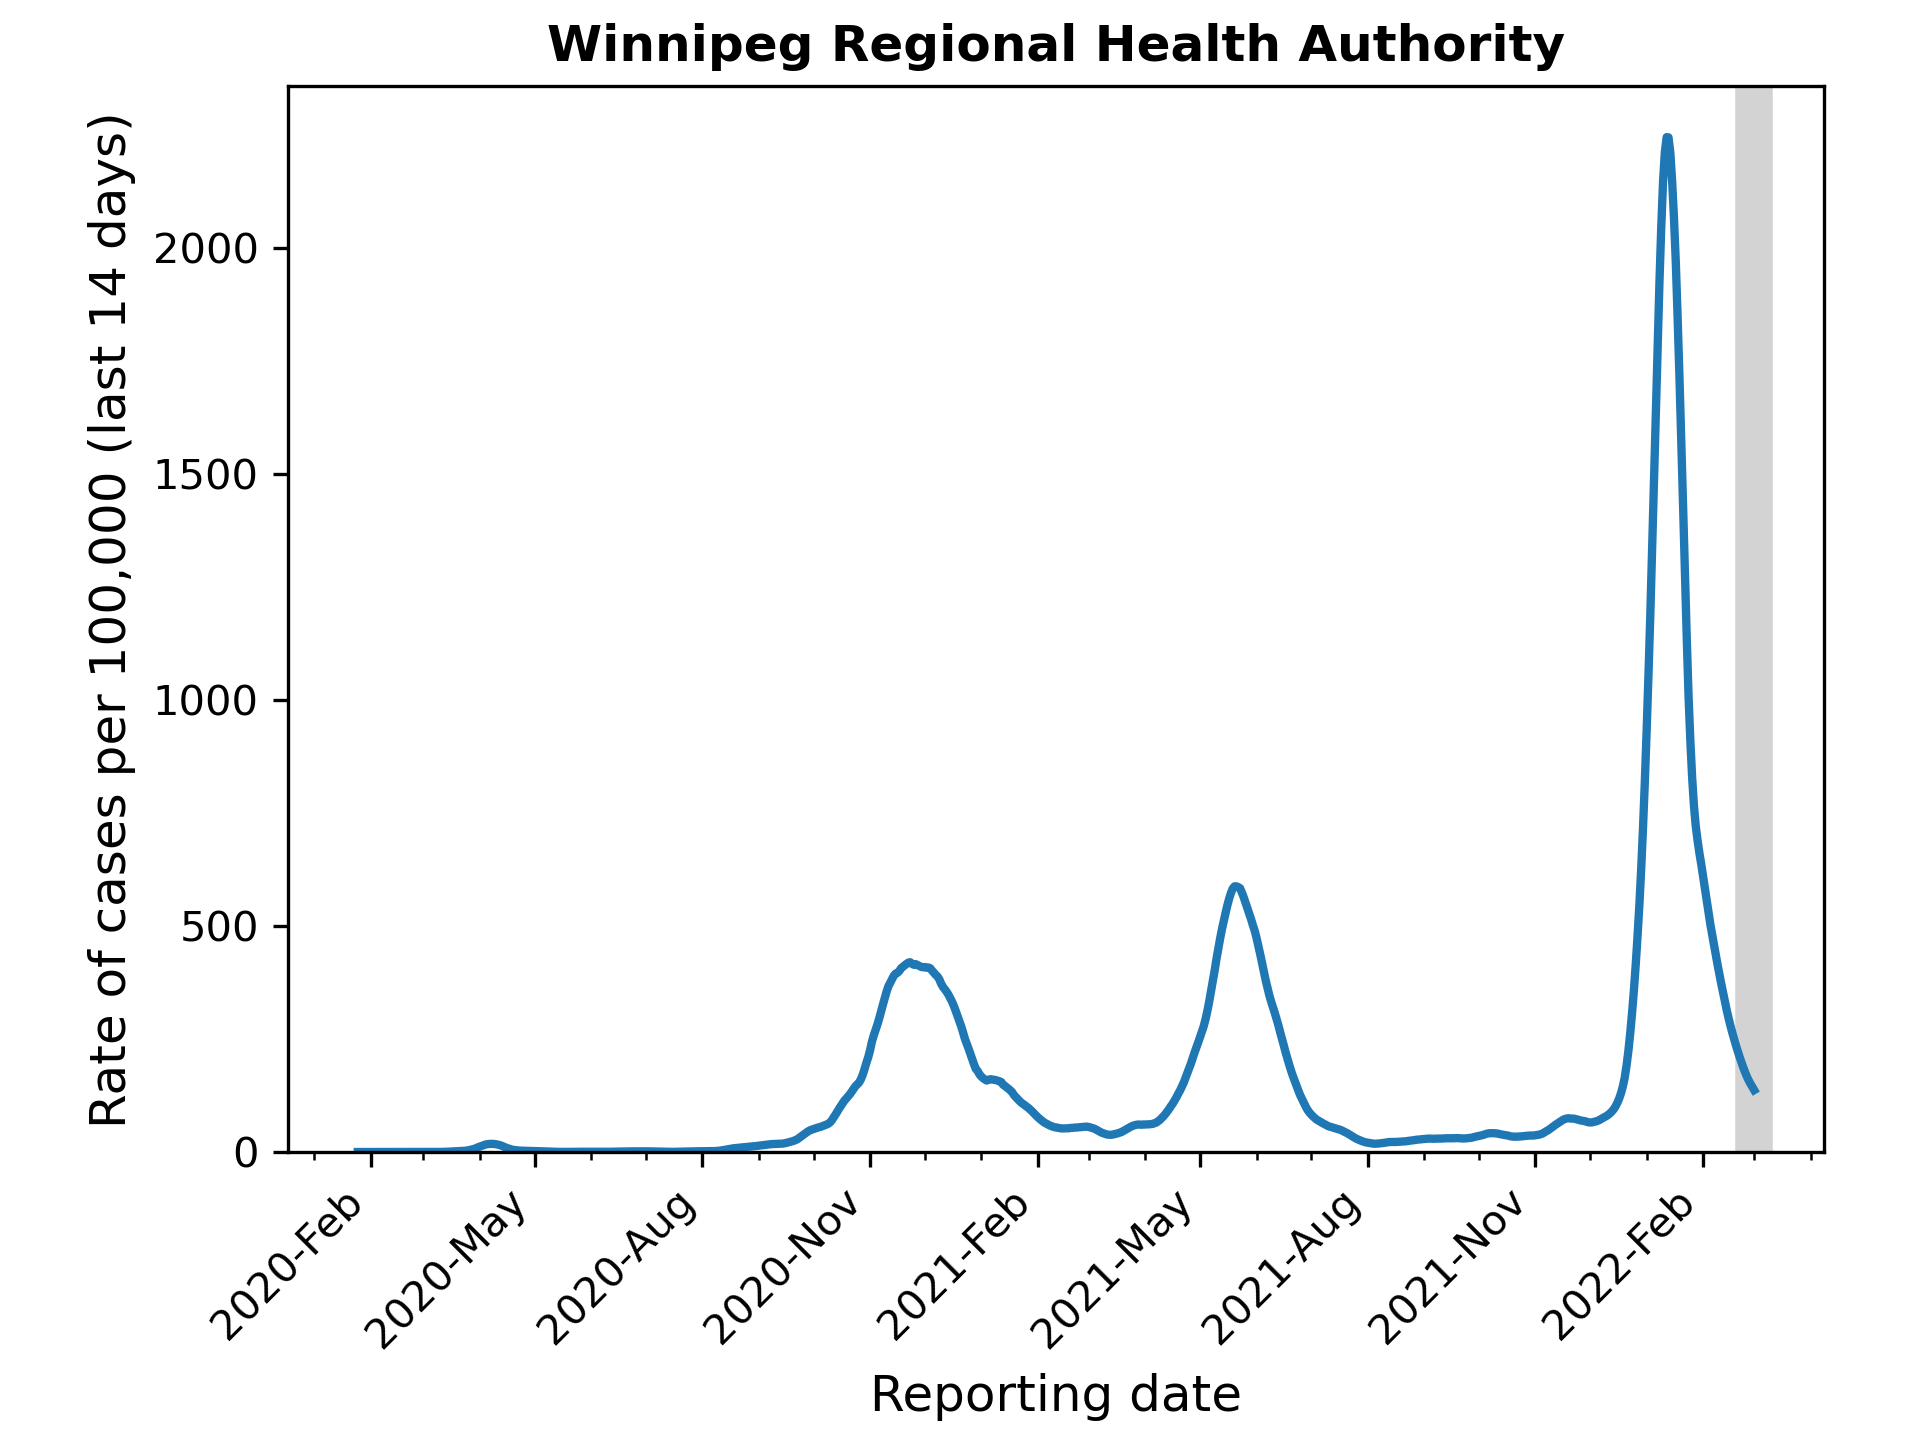 Winnipeg Regional Health Authority
Rate of cases per 100,000 (last 14 days)
2000
1500
1000
500
0
2020-Feb
2020-May
2020-Aug
2020-Nov
2021-Feb
2021-May
2021-Aug
2021-Nov
2022-Feb
Reporting date